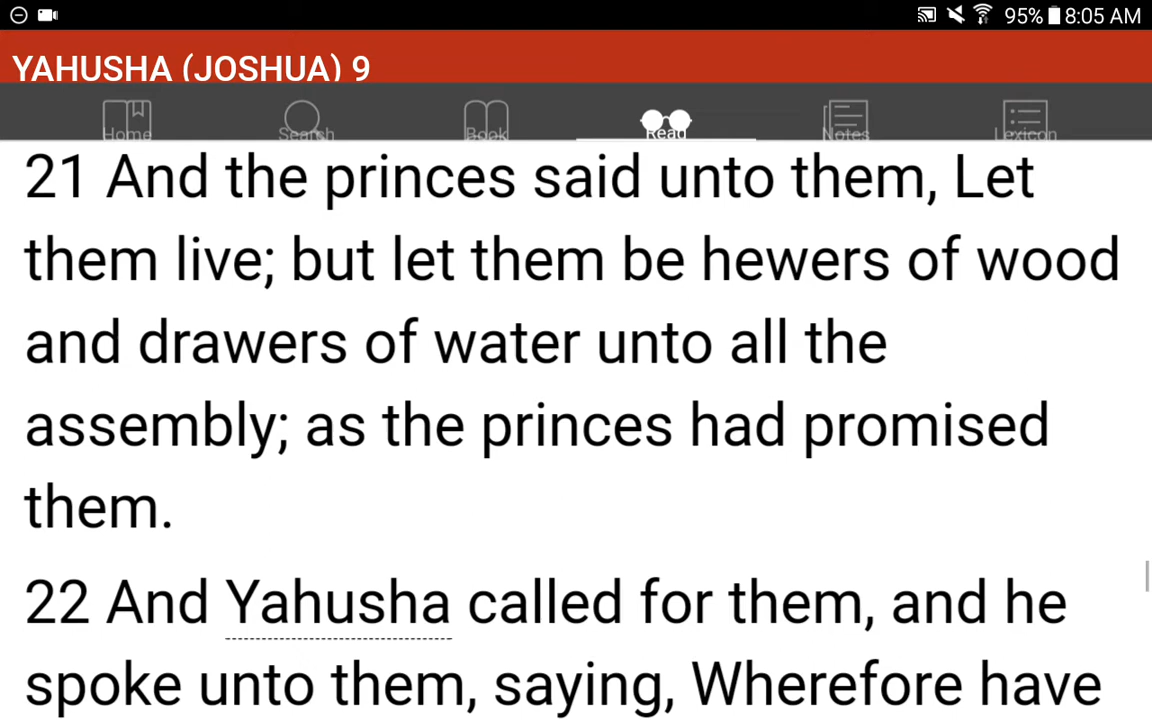 95% 8:05 AM
YAHUSHA (JOSHUA) 9
Home Search Book Read Notes Lexicon
21 And the princes said unto them, Let
them live; but let them be hewers of wood
and drawers of water unto all the
assembly; as the princes had promised
them.
22 And Yahusha called for them, and he
spoke unto them, saying, Wherefore have